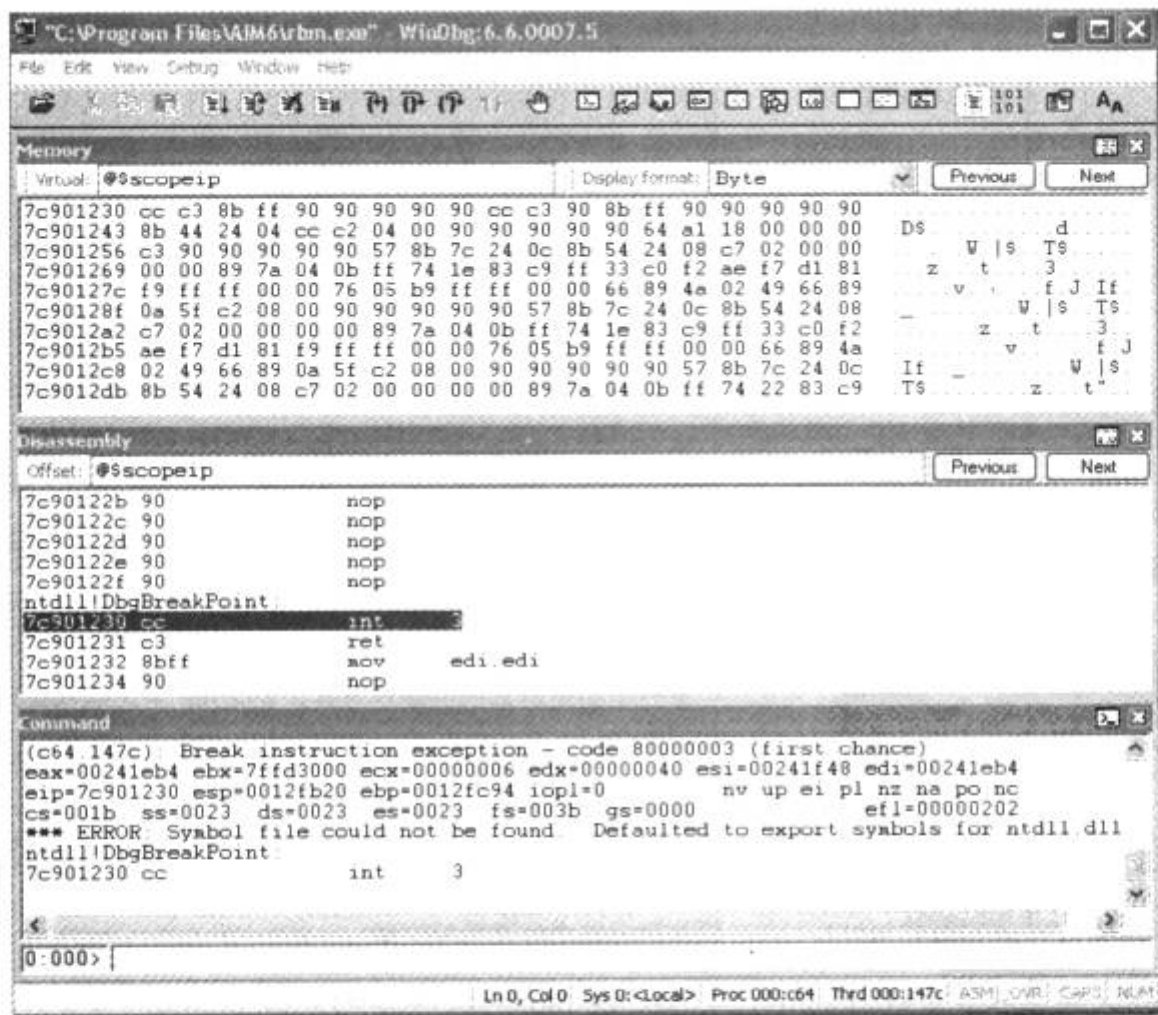 "C:\Program Files\AIM6\rbm.exe" - WinDbg:6.6.0007.5
File Edit View Debug Window Help
Memory
Virtual: @$scopeip Display format: Byte Previous Next
7c901230 cc c3 8b ff 90 90 90 90 90 cc c3 90 8b ff 90 90 90 90 90
7c901243 8b 44 24 04 cc c2 04 00 90 90 90 90 90 64 a1 18 00 00 00 D$ d
7c901256 c3 90 90 90 90 90 57 8b 7c 24 0c 8b 54 24 08 c7 02 00 00 W |$ T$
7c901269 00 00 89 7a 04 0b ff 74 1e 83 c9 ff 33 c0 f2 ae f7 d1 81 z t 3
7c90127c f9 ff ff 00 00 76 05 b9 ff ff 00 00 66 89 4a 02 49 66 89 v f J If
7c90128f 0a 5f c2 08 00 90 90 90 90 90 57 8b 7c 24 0c 8b 54 24 08 _ W |$ T$
7c9012a2 c7 02 00 00 00 00 89 7a 04 0b ff 74 1e 83 c9 ff 33 c0 f2 z t 3
7c9012b5 ae f7 d1 81 f9 ff ff 00 00 76 05 b9 ff ff 00 00 66 89 4a v f J
7c9012c8 02 49 66 89 0a 5f c2 08 00 90 90 90 90 90 57 8b 7c 24 0c If _ W |$
7c9012db 8b 54 24 08 c7 02 00 00 00 00 89 7a 04 0b ff 74 22 83 c9 T$ z t"
Disassembly
Offset: @$scopeip Previous Next
7c90122b 90 nop
7c90122c 90 nop
7c90122d 90 nop
7c90122e 90 nop
7c90122f 90 nop
ntdll!DbgBreakPoint:
7c901230 cc int 3
7c901231 c3 ret
7c901232 8bff mov edi,edi
7c901234 90 nop
Command
(c64.147c): Break instruction exception - code 80000003 (first chance)
eax=00241eb4 ebx=7ffd3000 ecx=00000006 edx=00000040 esi=00241f48 edi=00241eb4
eip=7c901230 esp=0012fb20 ebp=0012fc94 iopl=0 nv up ei pl nz na po nc
cs=001b ss=0023 ds=0023 es=0023 fs=003b gs=0000 efl=00000202
*** ERROR: Symbol file could not be found. Defaulted to export symbols for ntdll.dll
ntdll!DbgBreakPoint:
7c901230 cc int 3
0:000>
Ln 0, Col 0 Sys 0:<Local> Proc 000:c64 Thrd 000:147c ASM OVR CAPS NUM